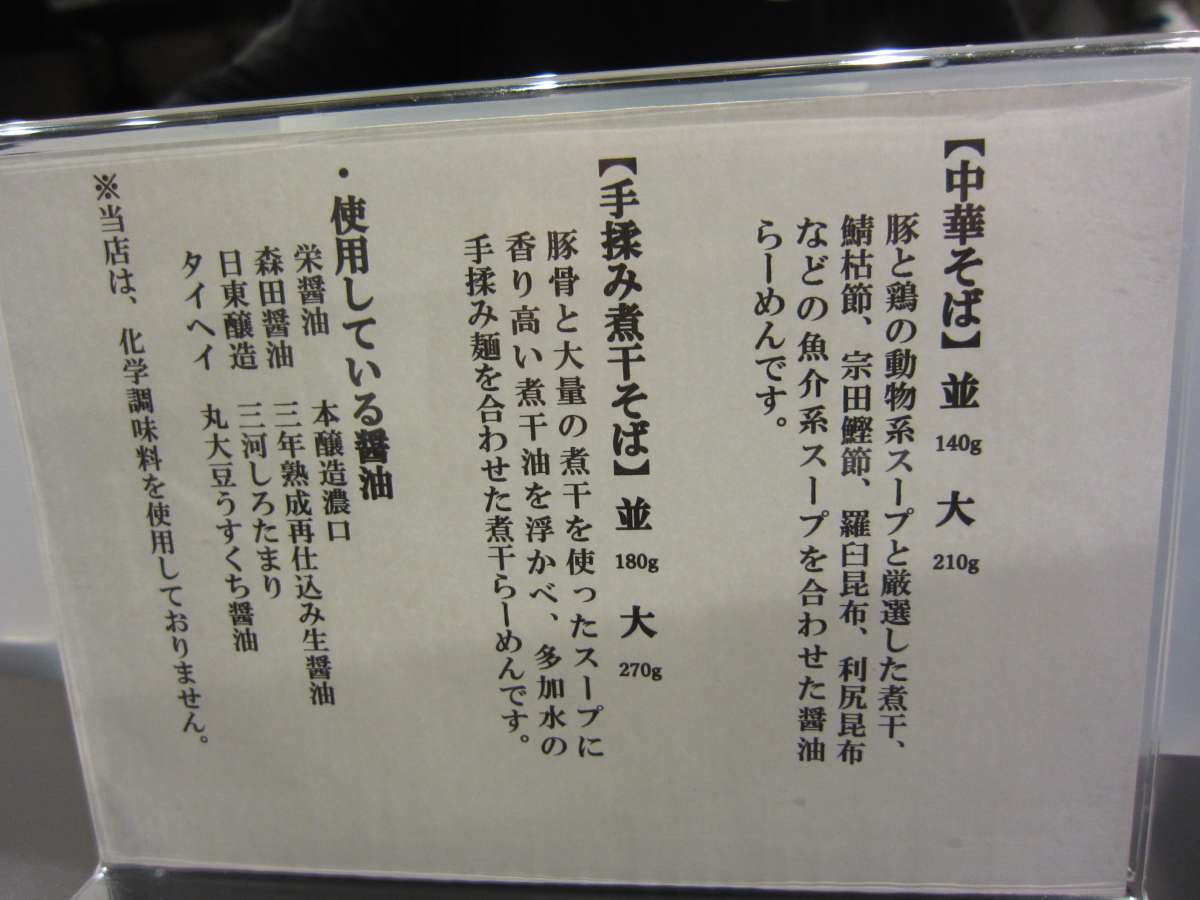 【中華そば】 並 140g 大 210g
豚と鶏の動物系スープと厳選した煮干、
鯖枯節、宗田鰹節、羅臼昆布、利尻昆布
などの魚介系スープを合わせた醤油
らーめんです。
【手揉み煮干そば】 並 180g 大 270g
豚骨と大量の煮干を使ったスープに
香り高い煮干油を浮かべ、多加水の
手揉み麺を合わせた煮干らーめんです。
・使用している醤油
栄醤油 本醸造濃口
森田醤油 三年熟成再仕込み生醤油
日東醸造 三河しろたまり
タイヘイ 丸大豆うすくち醤油
※当店は、化学調味料を使用しておりません。